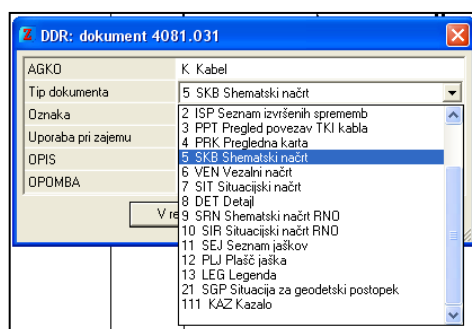 DDR: dokument 4081.031
AGKO K Kabel
Tip dokumenta 5 SKB Shematski načrt
Oznaka
Uporaba pri zajemu
OPIS
OPOMBA
V re
2 ISP Seznam izvršenih sprememb
3 PPT Pregled povezav TKI kabla
4 PRK Pregledna karta
5 SKB Shematski načrt
6 VEN Vezalni načrt
7 SIT Situacijski načrt
8 DET Detajl
9 SRN Shematski načrt RNO
10 SIR Situacijski načrt RNO
11 SEJ Seznam jaškov
12 PLJ Plašč jaška
13 LEG Legenda
21 SGP Situacija za geodetski postopek
111 KAZ Kazalo